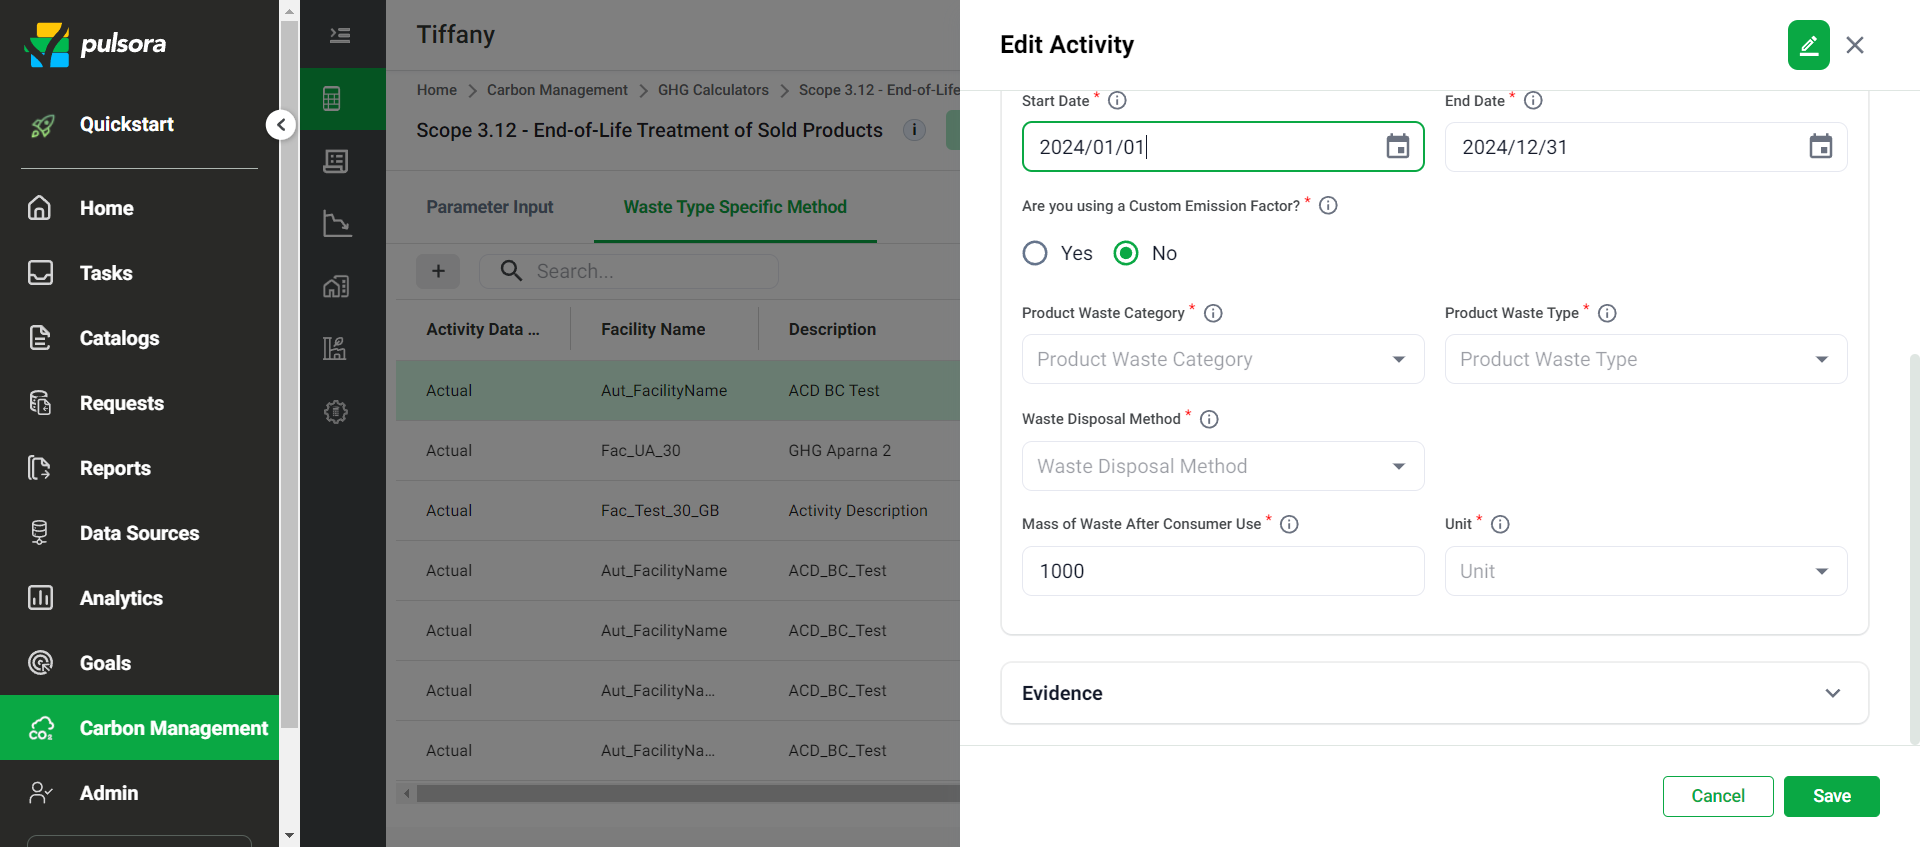 pulsora
Quickstart
Home
Tasks
Catalogs
Requests
Reports
Data Sources
Analytics
Goals
CO₂ Carbon Management
Admin
Tiffany
Home > Carbon Management > GHG Calculators > Scope 3.12 - End-of-Life
Scope 3.12 - End-of-Life Treatment of Sold Products i
Parameter Input Waste Type Specific Method
+ Search...
Activity Data ... Facility Name Description
Actual Aut_FacilityName ACD BC Test
Actual Fac_UA_30 GHG Aparna 2
Actual Fac_Test_30_GB Activity Description
Actual Aut_FacilityName ACD_BC_Test
Actual Aut_FacilityName ACD_BC_Test
Actual Aut_FacilityNa... ACD_BC_Test
Actual Aut_FacilityNa... ACD_BC_Test
Edit Activity
Start Date * End Date *
2024/01/01 2024/12/31
Are you using a Custom Emission Factor? *
Yes No
Product Waste Category * Product Waste Type *
Product Waste Category Product Waste Type
Waste Disposal Method *
Waste Disposal Method
Mass of Waste After Consumer Use * Unit *
1000 Unit
Evidence
Cancel Save